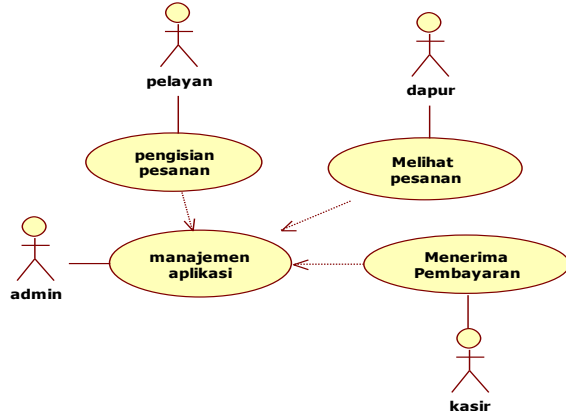 pelayan
dapur
pengisian
pesanan
Melihat
pesanan
manajemen
aplikasi
Menerima
Pembayaran
admin
kasir